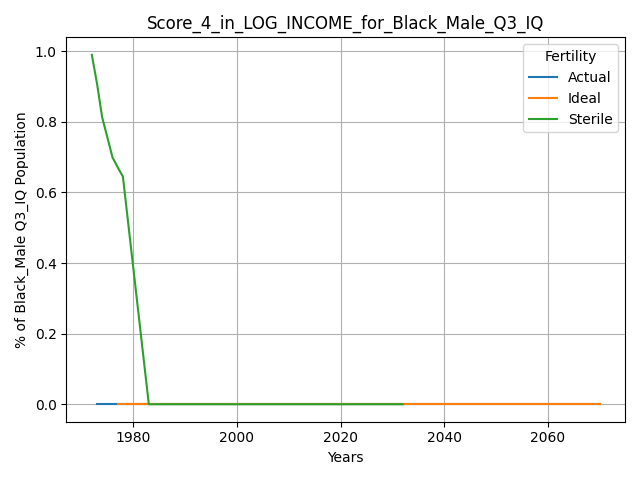 Score_4_in_LOG_INCOME_for_Black_Male_Q3_IQ
% of Black_Male Q3_IQ Population
1.0
0.8
0.6
0.4
0.2
0.0
Fertility
Actual
Ideal
Sterile
1980
2000
2020
2040
2060
Years